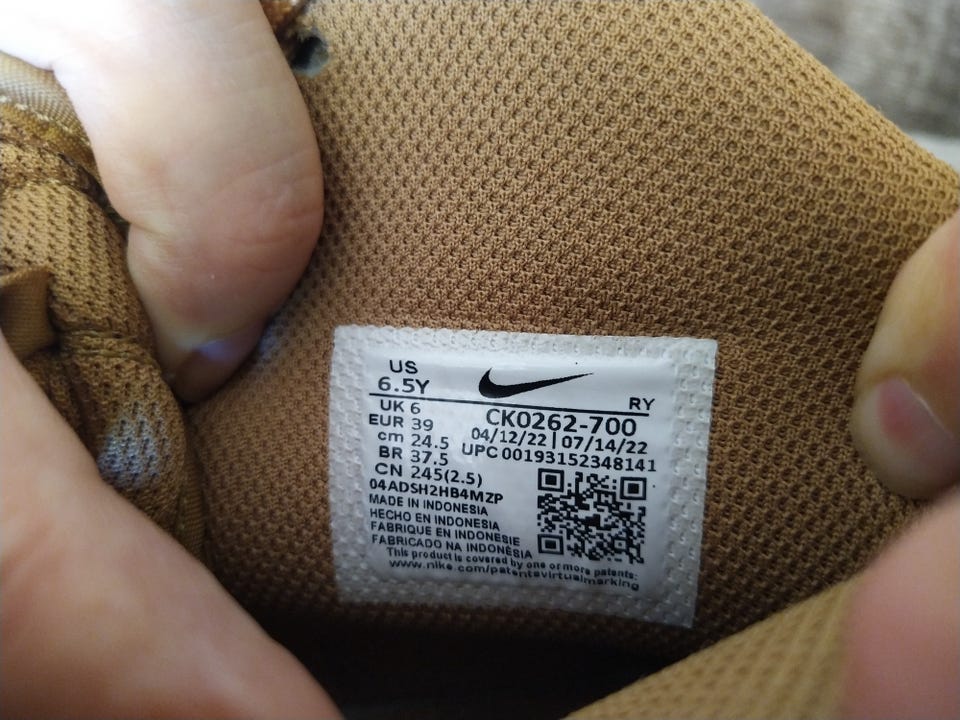 US
6.5Y
RY
UK 6
CK0262-700
EUR 39
04/12/22 | 07/14/22
cm 24.5
UPC 00193152348141
BR 37.5
CN 245(2.5)
04ADSH2HB4MZP
MADE IN INDONESIA
HECHO EN INDONESIA
FABRIQUE EN INDONESIE
FABRICADO NA INDONÉSIA
This product is covered by one or more patents:
www.nike.com/patentsvirtualmarking